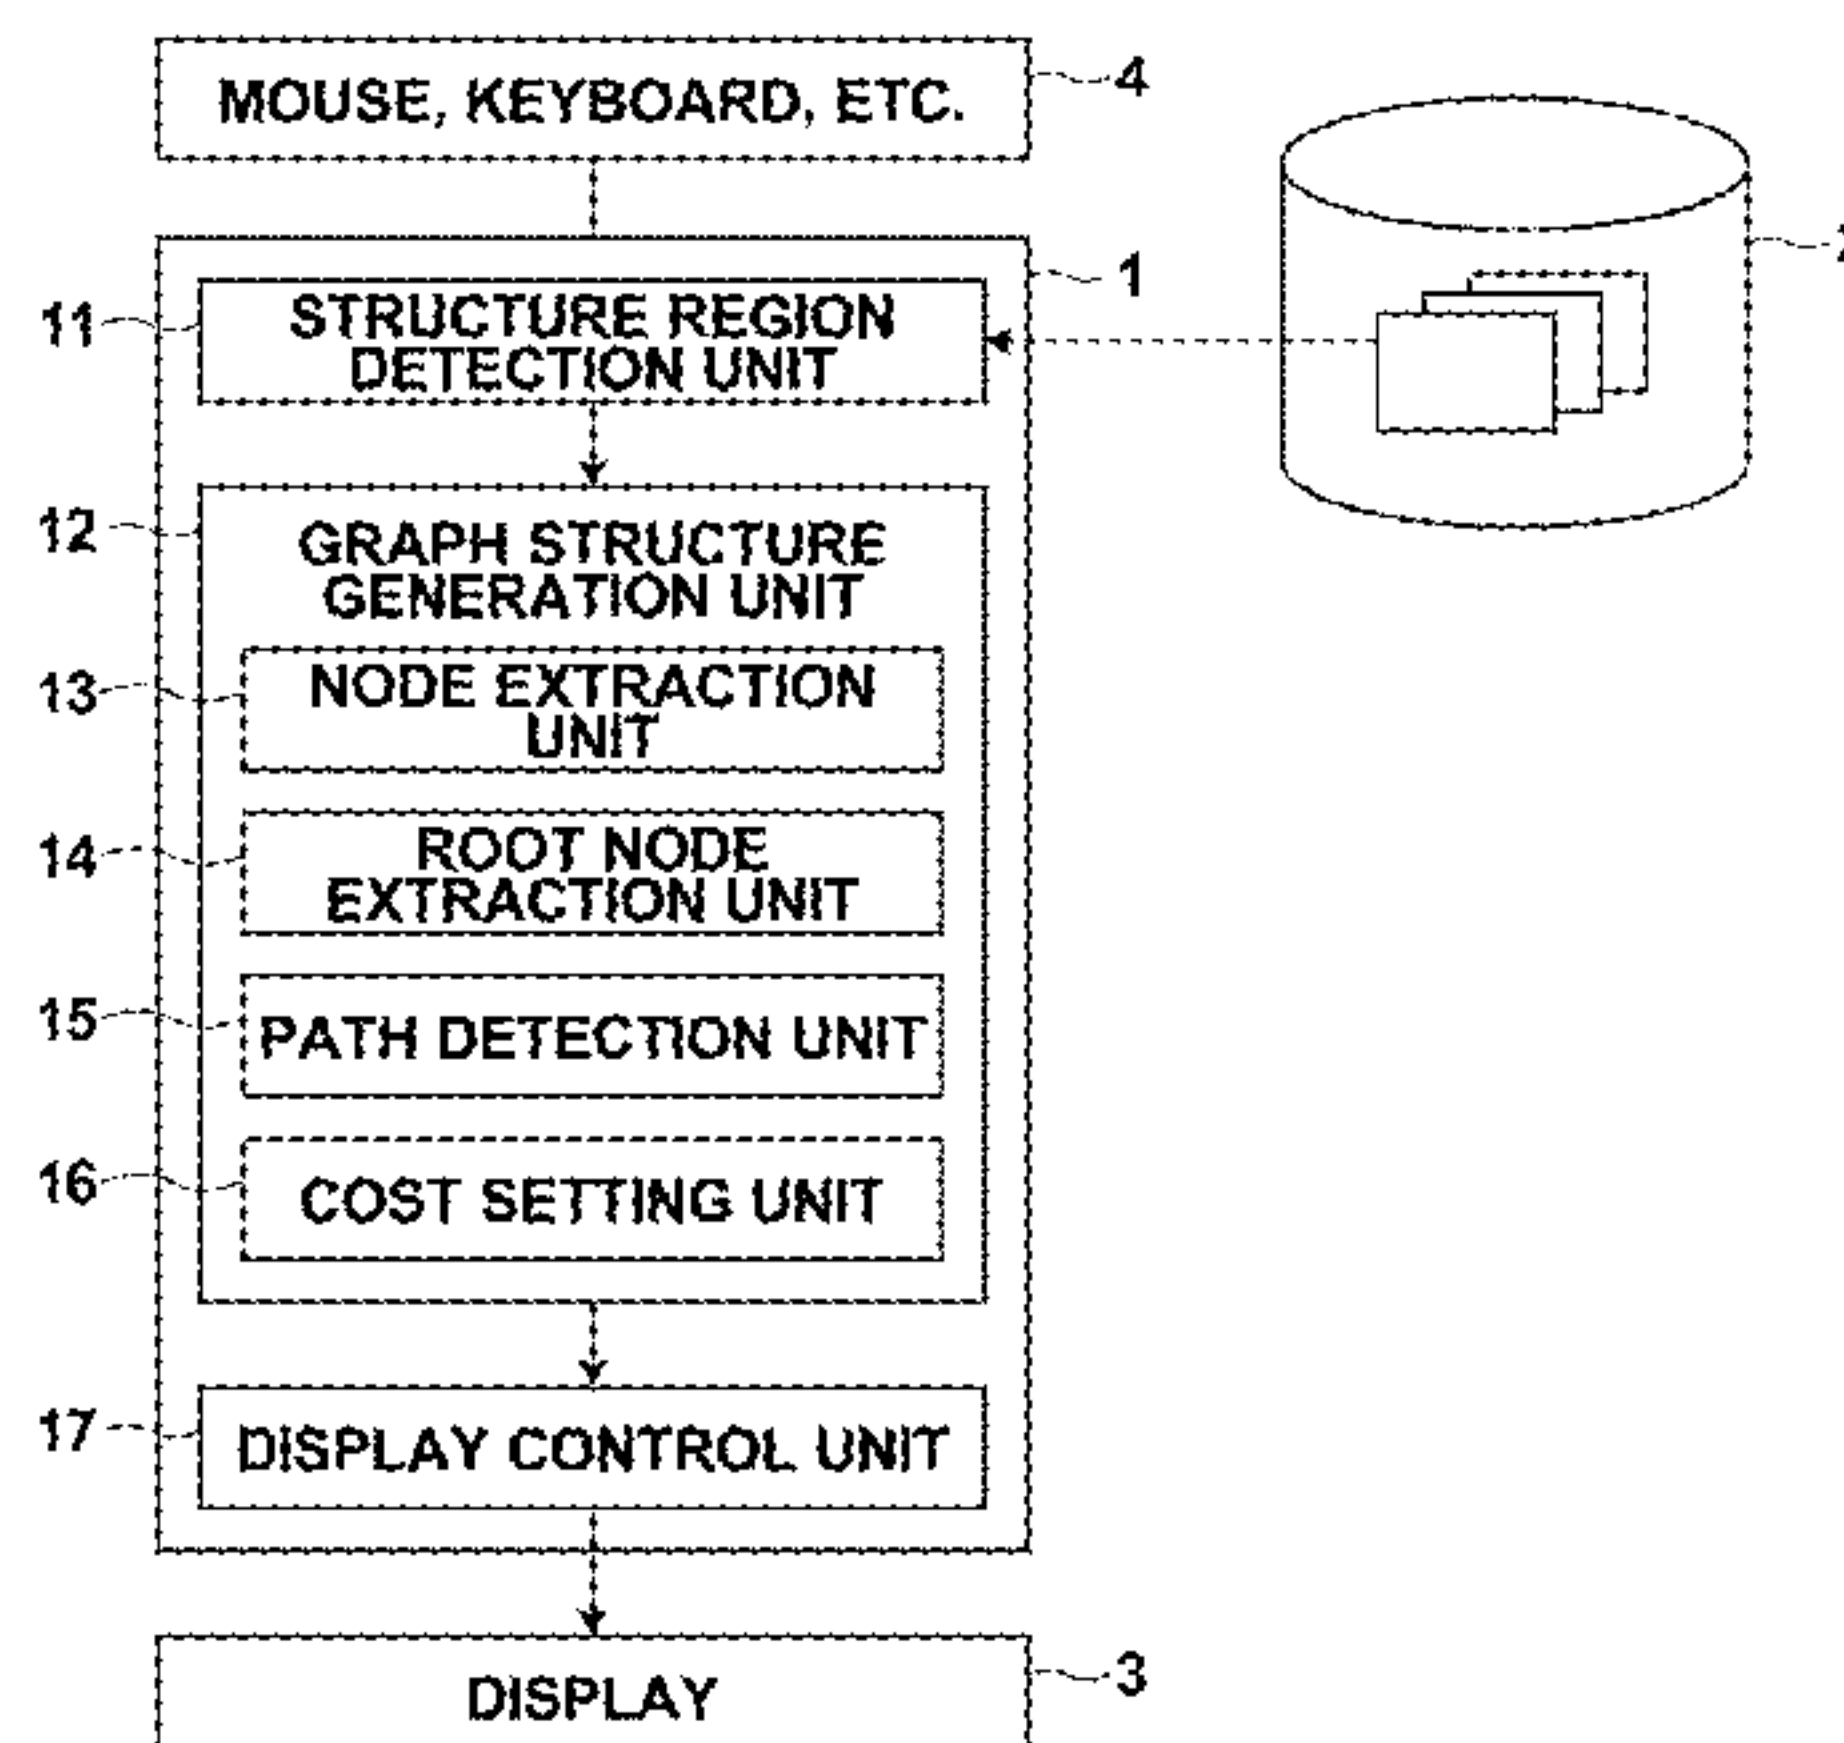 MOUSE, KEYBOARD, ETC.
4
1
11
STRUCTURE REGION
DETECTION UNIT
12
GRAPH STRUCTURE
GENERATION UNIT
13
NODE EXTRACTION
UNIT
14
ROOT NODE
EXTRACTION UNIT
15
PATH DETECTION UNIT
16
COST SETTING UNIT
17
DISPLAY CONTROL UNIT
DISPLAY
3